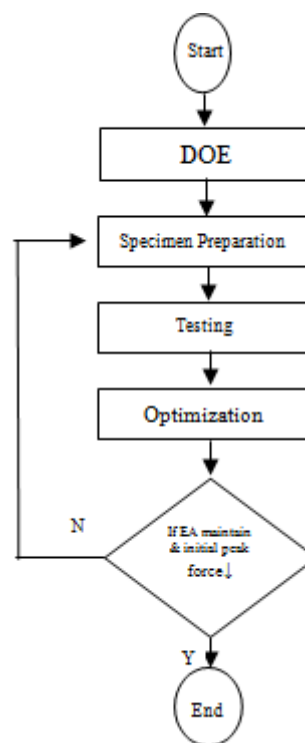 Start
DOE
Specimen Preparation
Testing
Optimization
If EA maintain
& initial peak
force↓
N
Y
End